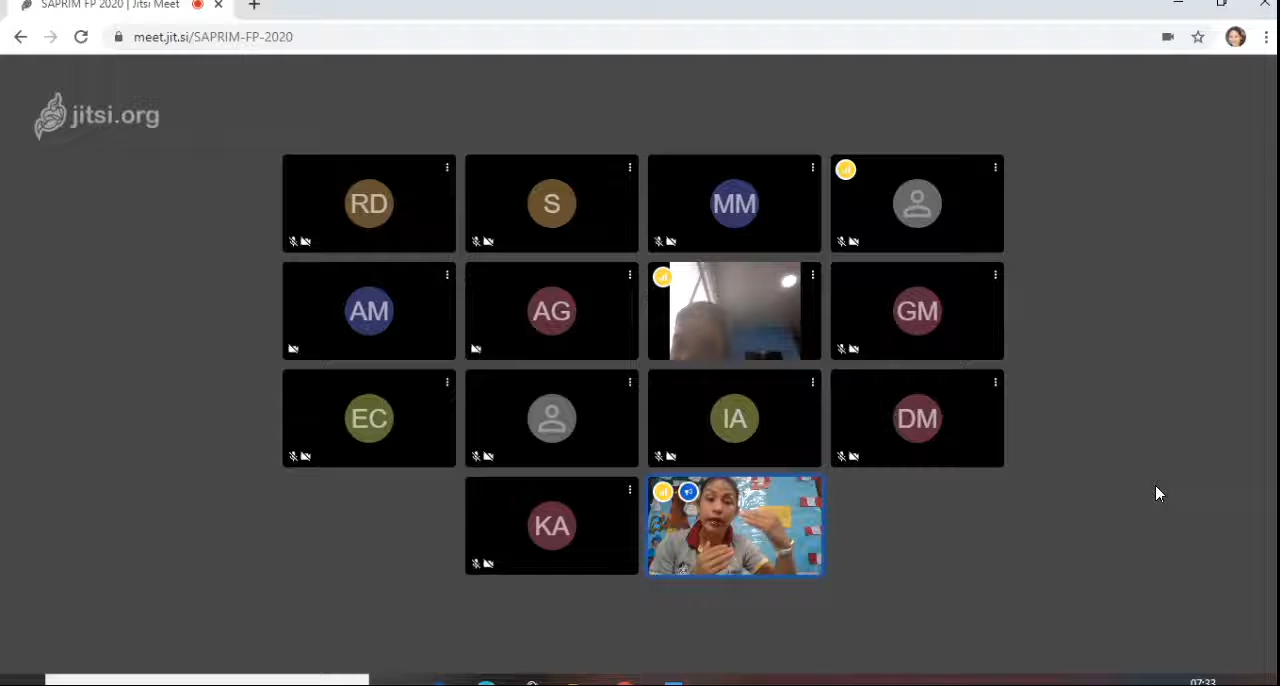 SAPRIM FP 2020 | Jitsi Meet
meet.jit.si/SAPRIM-FP-2020
jitsi.org
RD
S
MM
AM
AG
GM
EC
IA
DM
KA
07:33